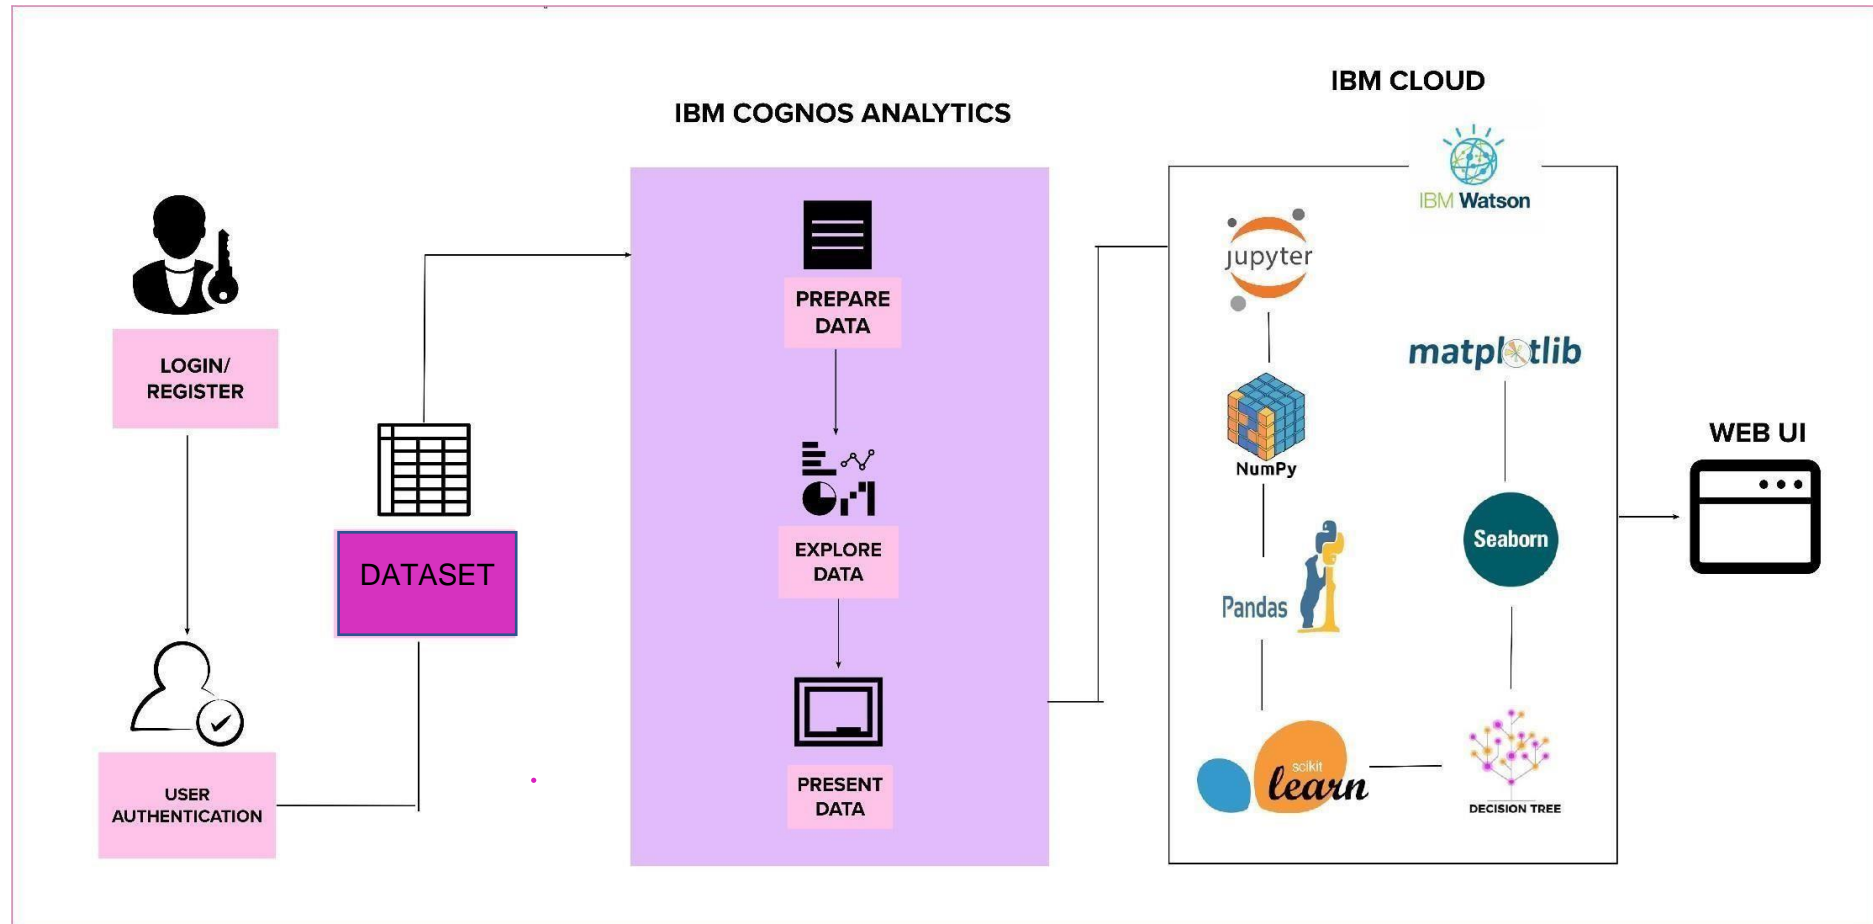 LOGIN/
REGISTER
USER
AUTHENTICATION
DATASET
IBM COGNOS ANALYTICS
PREPARE
DATA
EXPLORE
DATA
PRESENT
DATA
IBM CLOUD
IBM Watson
jupyter
NumPy
Pandas
scikit
learn
DECISION TREE
Seaborn
matplotlib
WEB UI